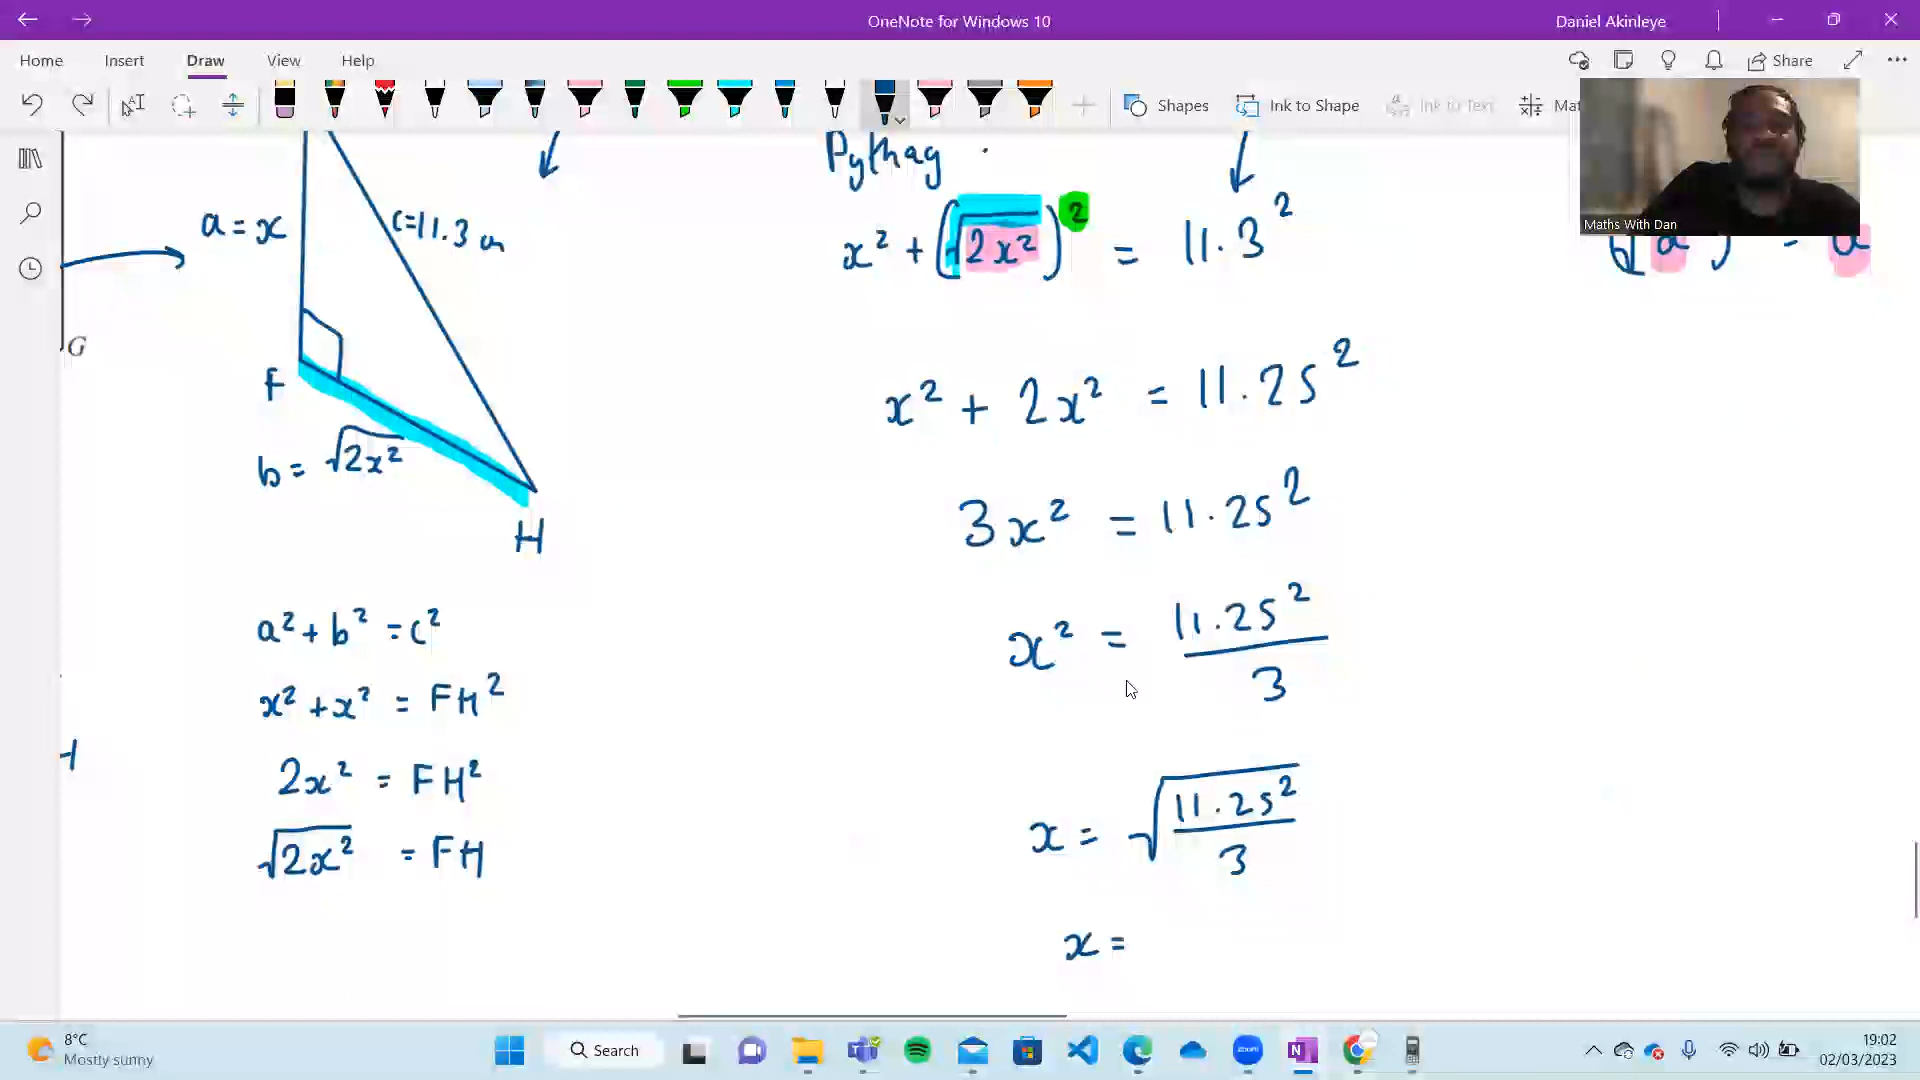 OneNote for Windows 10
Daniel Akinleye
Home Insert Draw View Help
Share
Shapes Ink to Shape Ink to Text Mat
Maths With Dan
a = x
c = 11.3 cm
G
F
b = √2x²
H
a² + b² = c²
x² + x² = FH²
2x² = FH²
√2x² = FH
H
Pythag
x² + (√2x²)² = 11.3²
x² + 2x² = 11.25²
3x² = 11.25²
x² = 11.25²
3
x = √11.25²
3
x =
(√a) = a
8°C
Mostly sunny
Search
zoom
19:02
02/03/2023